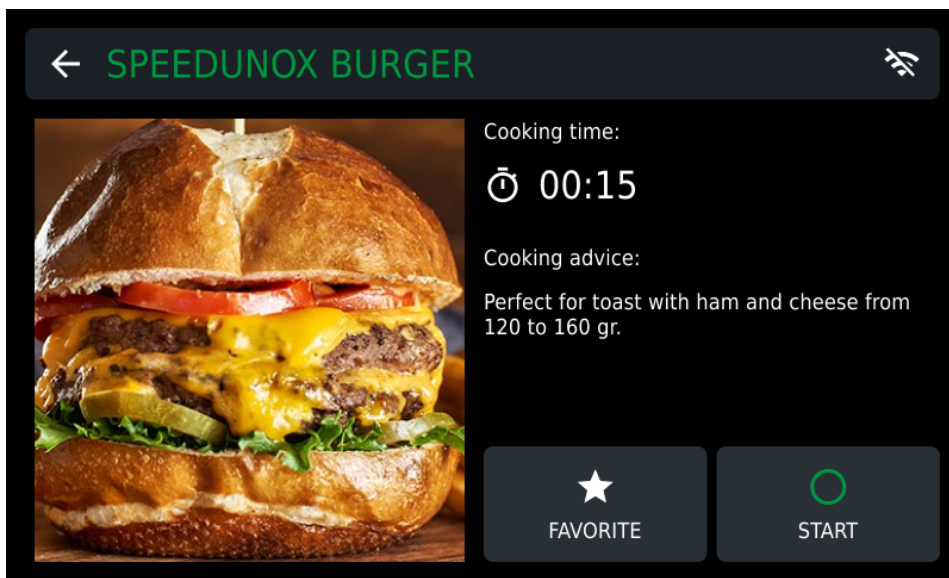 SPEEDUNOX BURGER
Cooking time:
00:15
Cooking advice:
Perfect for toast with ham and cheese from
120 to 160 gr.
FAVORITE
START